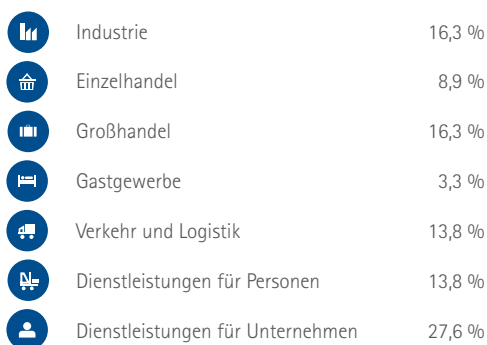 Industrie 16,3 %
Einzelhandel 8,9 %
Großhandel 16,3 %
Gastgewerbe 3,3 %
Verkehr und Logistik 13,8 %
Dienstleistungen für Personen 13,8 %
Dienstleistungen für Unternehmen 27,6 %